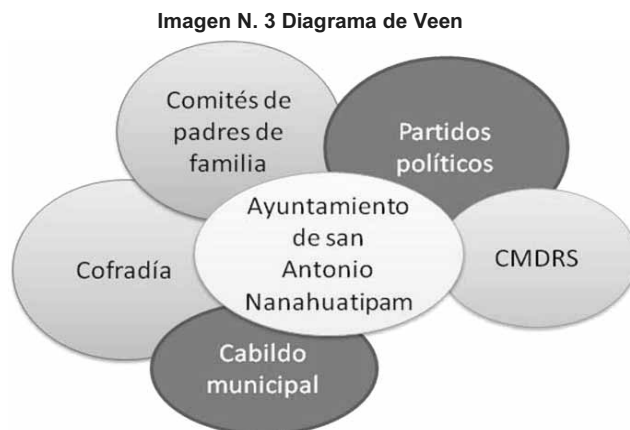 Imagen N. 3 Diagrama de Veen
Comités de
padres de
familia
Partidos
políticos
Ayuntamiento
de san
Antonio
Nanahuatipam
Cofradía
CMDRS
Cabildo
municipal